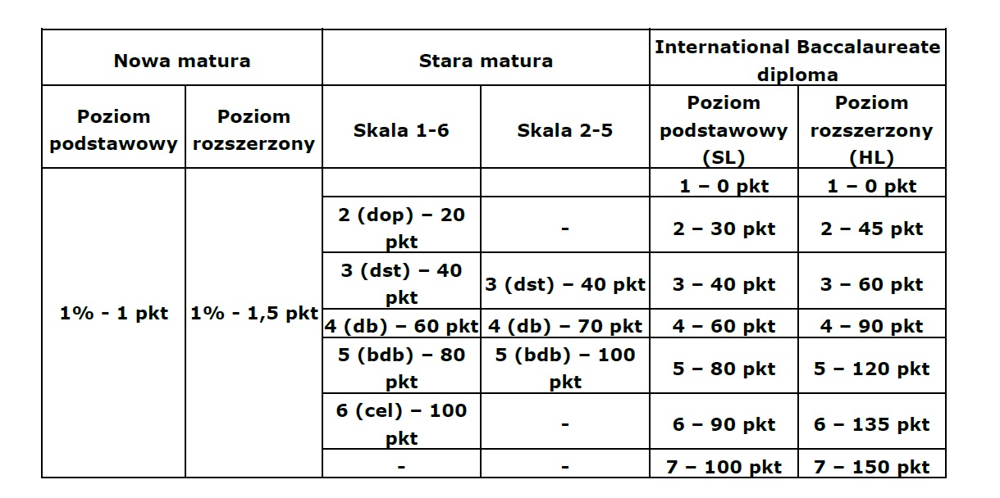 Nowa matura
Stara matura
International Baccalaureate
diploma
Poziom
podstawowy
Poziom
rozszerzony
Skala 1-6
Skala 2-5
Poziom
podstawowy
(SL)
Poziom
rozszerzony
(HL)
1% - 1 pkt
1% - 1,5 pkt
1 – 0 pkt
1 – 0 pkt
2 (dop) – 20
pkt
-
2 – 30 pkt
2 – 45 pkt
3 (dst) – 40
pkt
3 (dst) – 40 pkt
3 – 40 pkt
3 – 60 pkt
4 (db) – 60 pkt
4 (db) – 70 pkt
4 – 60 pkt
4 – 90 pkt
5 (bdb) – 80
pkt
5 (bdb) – 100
pkt
5 – 80 pkt
5 – 120 pkt
6 (cel) – 100
pkt
-
6 – 90 pkt
6 – 135 pkt
-
-
7 – 100 pkt
7 – 150 pkt